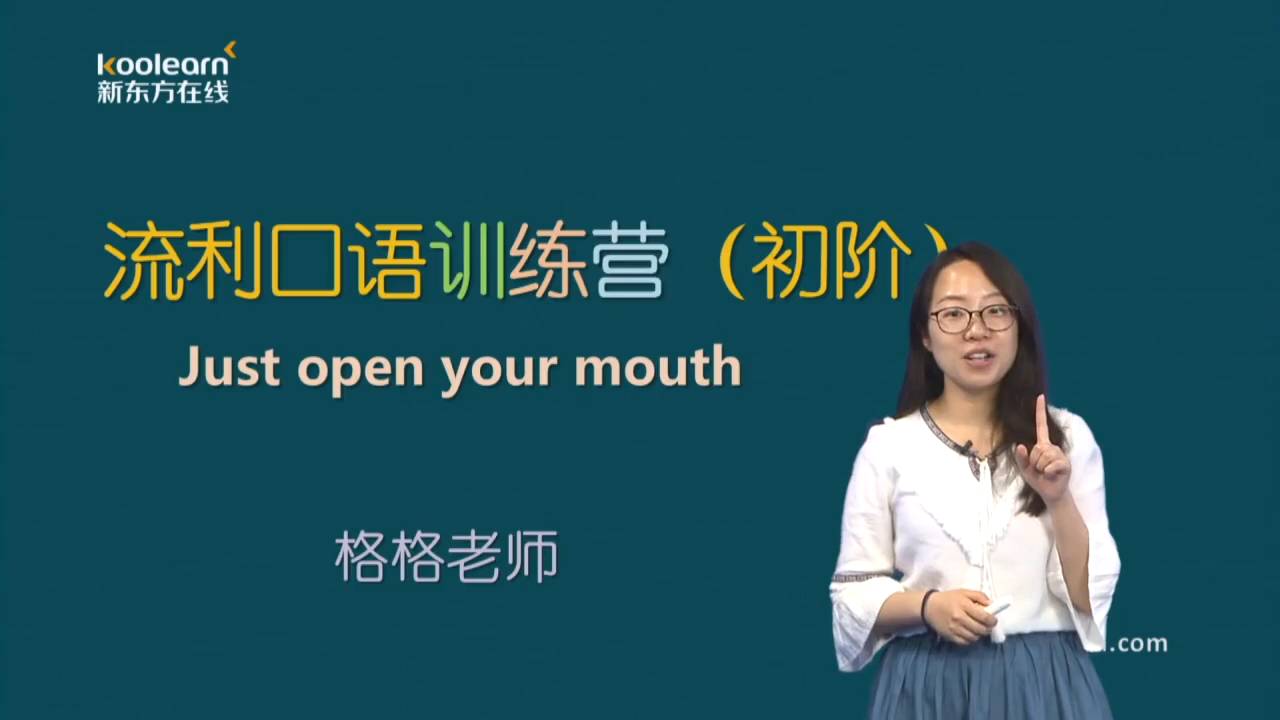 koolearn
新东方在线
流利口语训练营（初阶）
Just open your mouth
格格老师
.com